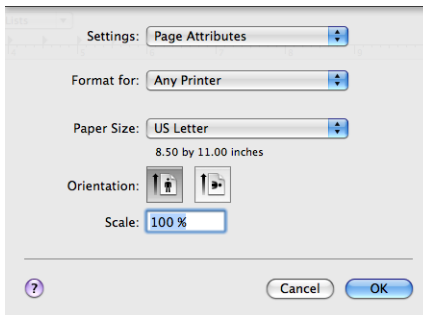 Settings: Page Attributes
Format for: Any Printer
Paper Size: US Letter
8.50 by 11.00 inches
Orientation:
Scale: 100 %
? Cancel OK